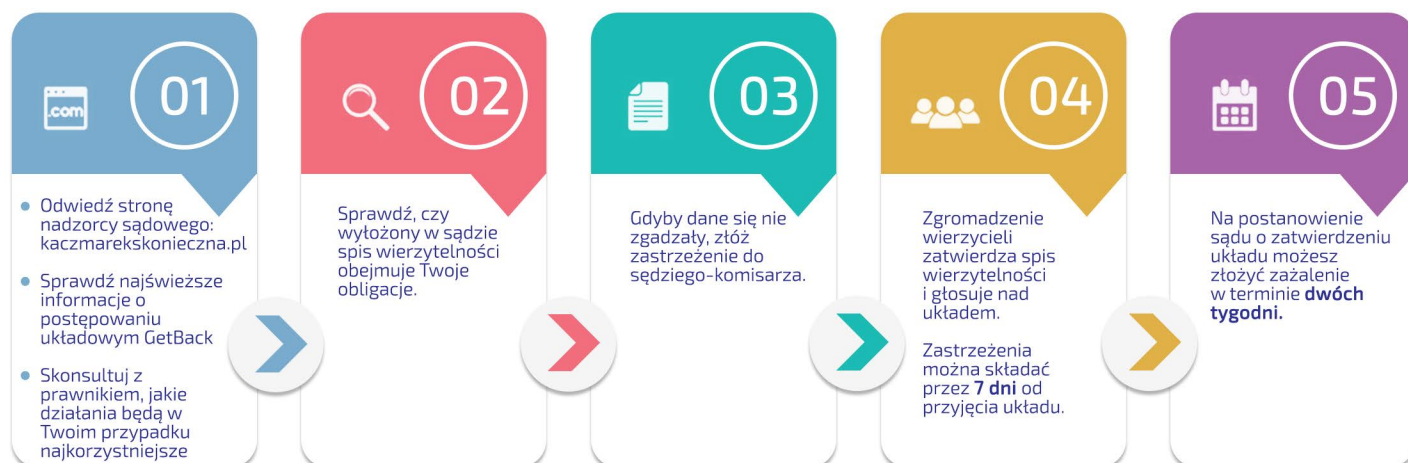 .com
01
Odwiedź stronę
nadzorcy sądowego:
kaczmarekskonieczna.pl
Sprawdź najświeższe
informacje o
postępowaniu
układowym GetBack
Skonsultuj z
prawnikiem, jakie
działania będą w
Twoim przypadku
najkorzystniejsze
02
Sprawdź, czy
wyłożony w sądzie
spis wierzytelności
obejmuje Twoje
obligacje.
03
Gdyby dane się nie
zgadzały, złóż
zastrzeżenie do
sędziego-komisarza.
04
Zgromadzenie
wierzycieli
zatwierdza spis
wierzytelności
i głosuje nad
układem.
Zastrzeżenia
można składać
przez 7 dni od
przyjęcia układu.
05
Na postanowienie
sądu o zatwierdzeniu
układu możesz
złożyć zażalenie
w terminie dwóch
tygodni.